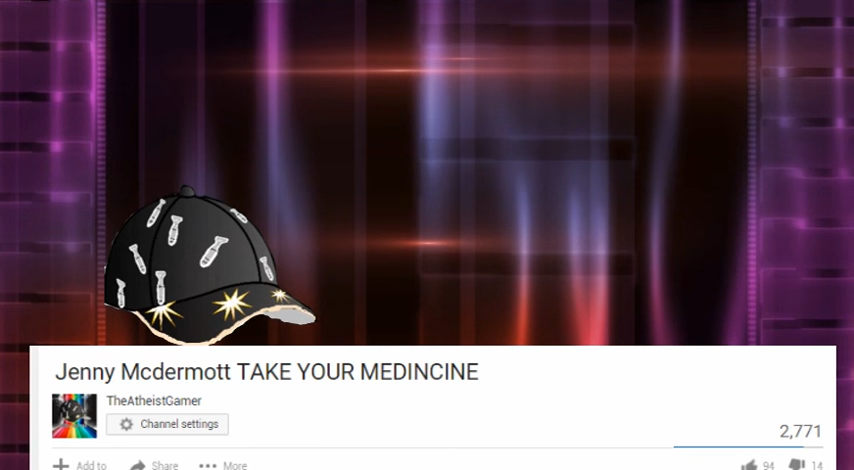 Jenny Mcdermott TAKE YOUR MEDINCINE
TheAtheistGamer
Channel settings
2,771
Add to Share More 94 14